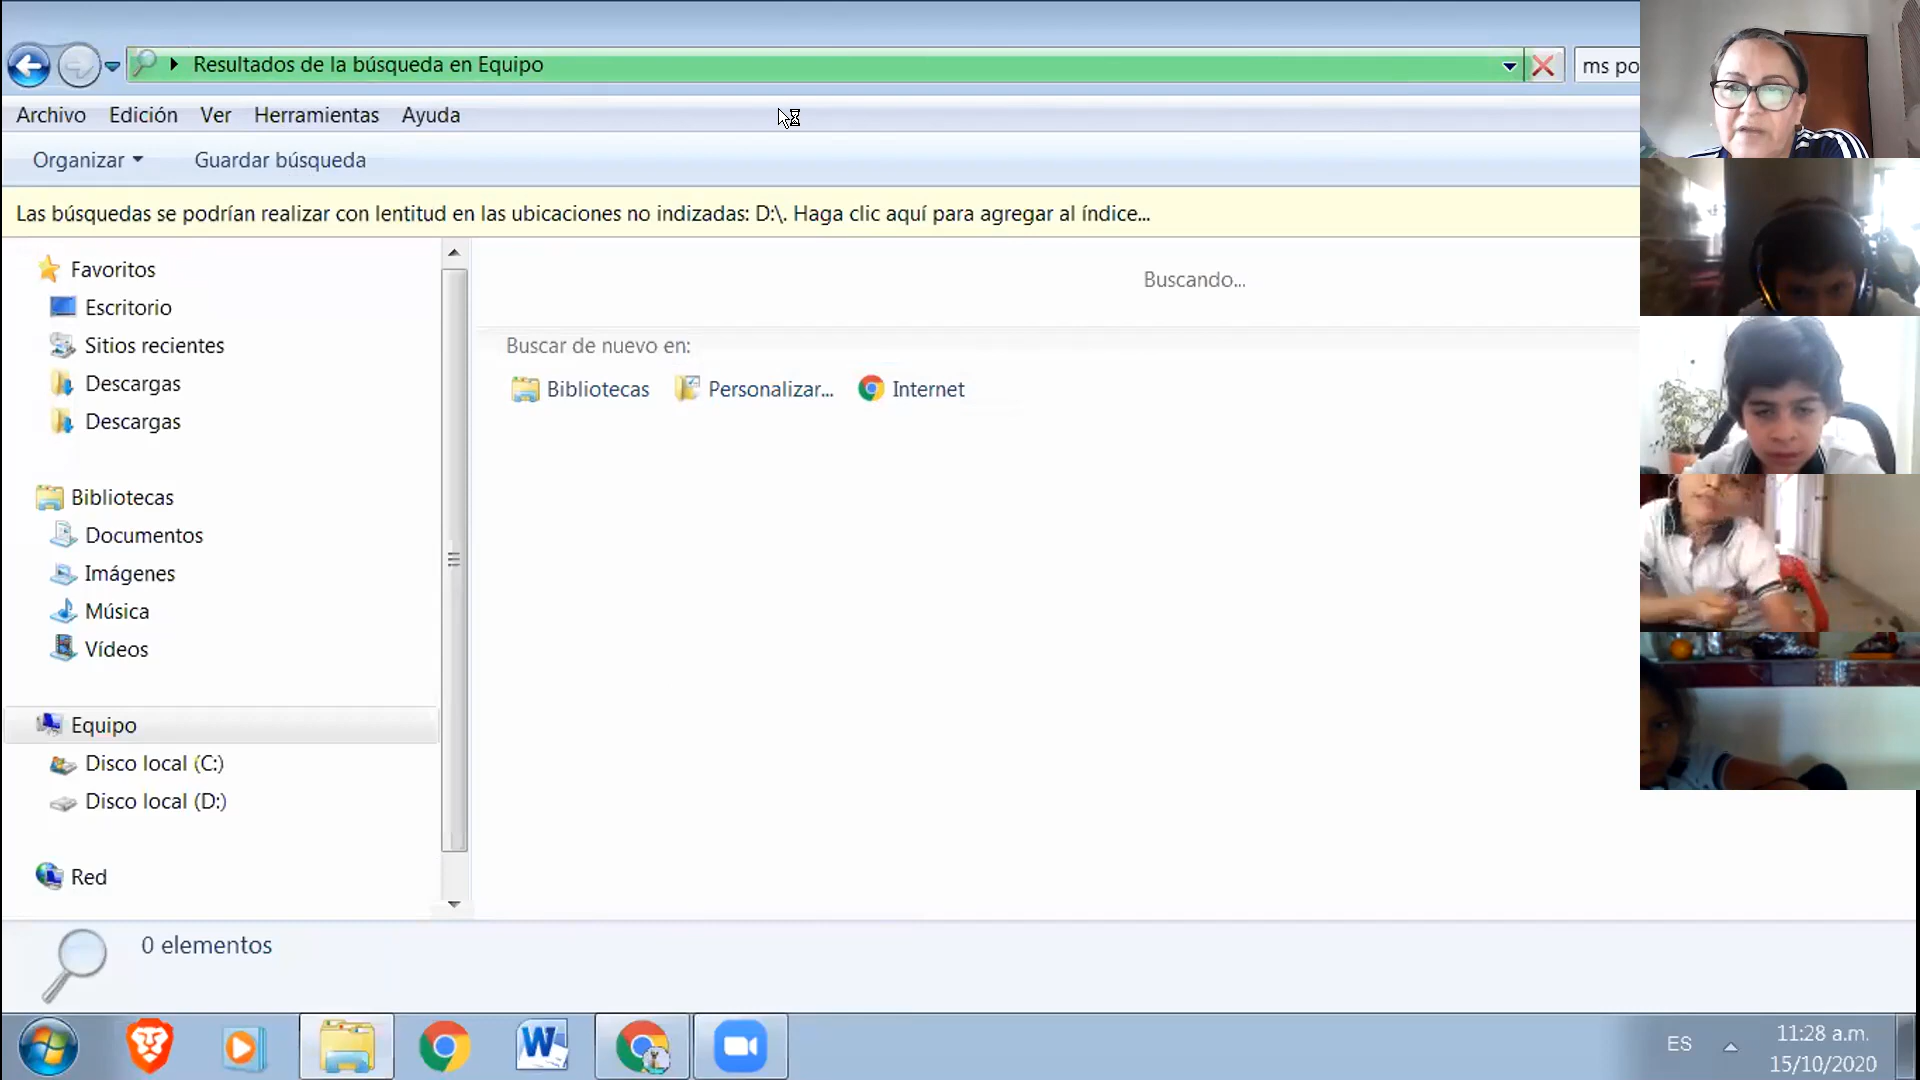 Resultados de la búsqueda en Equipo
ms po
Archivo Edición Ver Herramientas Ayuda
Organizar Guardar búsqueda
Las búsquedas se podrían realizar con lentitud en las ubicaciones no indizadas: D:\. Haga clic aquí para agregar al índice...
Favoritos
Escritorio
Sitios recientes
Descargas
Descargas
Bibliotecas
Documentos
Imágenes
Música
Vídeos
Equipo
Disco local (C:)
Disco local (D:)
Red
Buscando...
Buscar de nuevo en:
Bibliotecas Personalizar... Internet
0 elementos
W
ES
11:28 a.m.
15/10/2020